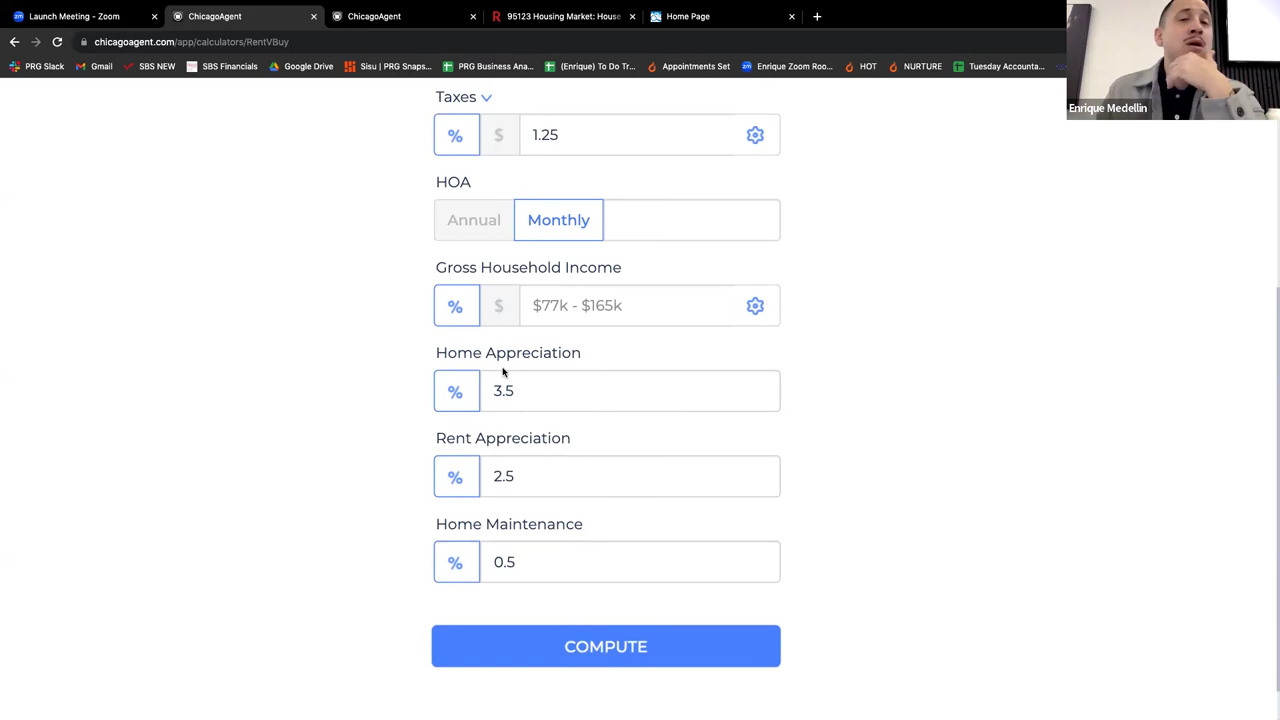 Launch Meeting - Zoom
ChicagoAgent
ChicagoAgent
95123 Housing Market: House
Home Page
chicagoagent.com/app/calculators/RentVBuy
PRG Slack
Gmail
SBS NEW
SBS Financials
Google Drive
Sisu | PRG Snaps...
PRG Business Ana...
(Enrique) To Do Tr...
Appointments Set
Enrique Zoom Roo...
HOT
NURTURE
Tuesday Accounta...
Enrique Medellin
Taxes
% $ 1.25
HOA
Annual Monthly
Gross Household Income
% $ $77k - $165k
Home Appreciation
% 3.5
Rent Appreciation
% 2.5
Home Maintenance
% 0.5
COMPUTE